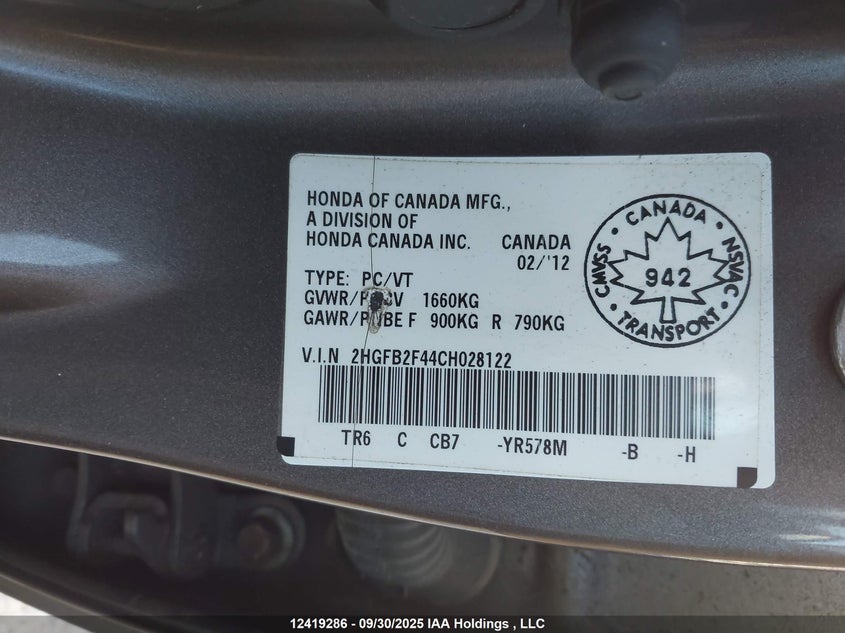 HONDA OF CANADA MFG.,
A DIVISION OF
HONDA CANADA INC. CANADA
02/'12
TYPE: PC/VT
GVWR/ 1660KG
GAWR/ F 900KG R 790KG
V.I.N 2HGFB2F44CH028122
TR6 C CB7 -YR578M -B -H
CANADA
CMVSS
942
NSVAC
TRANSPORT
12419286 - 09/30/2025 IAA Holdings , LLC